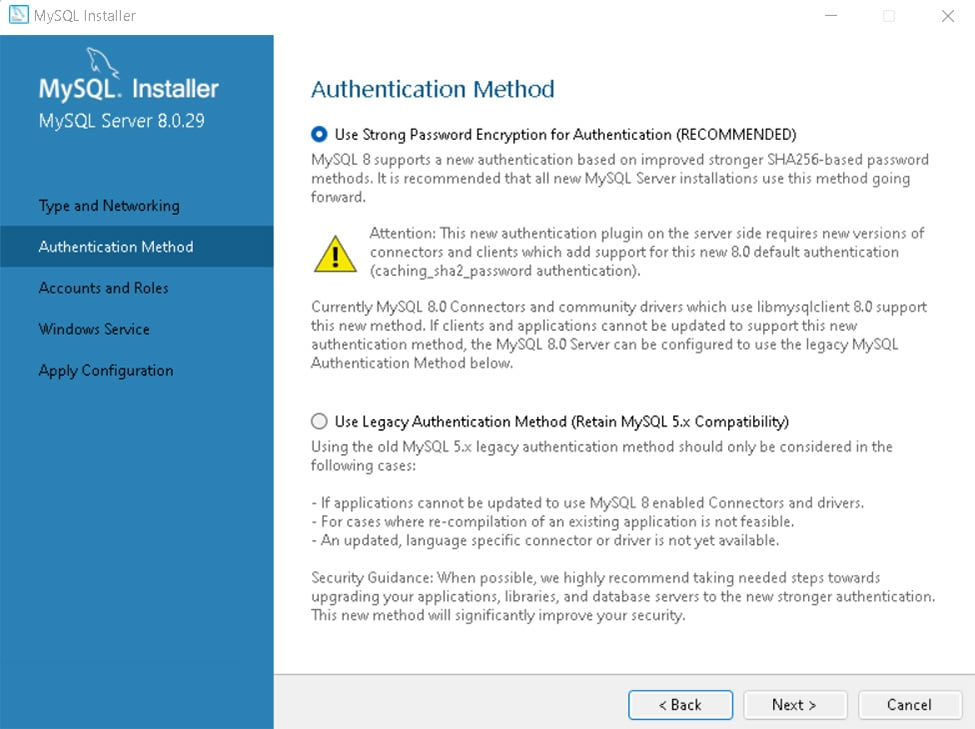 MySQL Installer
MySQL. Installer
MySQL Server 8.0.29
Type and Networking
Authentication Method
Accounts and Roles
Windows Service
Apply Configuration
Authentication Method
Use Strong Password Encryption for Authentication (RECOMMENDED)
MySQL 8 supports a new authentication based on improved stronger SHA256-based password
methods. It is recommended that all new MySQL Server installations use this method going
forward.
Attention: This new authentication plugin on the server side requires new versions of
connectors and clients which add support for this new 8.0 default authentication
(caching_sha2_password authentication).
Currently MySQL 8.0 Connectors and community drivers which use libmysqlclient 8.0 support
this new method. If clients and applications cannot be updated to support this new
authentication method, the MySQL 8.0 Server can be configured to use the legacy MySQL
Authentication Method below.
Use Legacy Authentication Method (Retain MySQL 5.x Compatibility)
Using the old MySQL 5.x legacy authentication method should only be considered in the
following cases:
- If applications cannot be updated to use MySQL 8 enabled Connectors and drivers.
- For cases where re-compilation of an existing application is not feasible.
- An updated, language specific connector or driver is not yet available.
Security Guidance: When possible, we highly recommend taking needed steps towards
upgrading your applications, libraries, and database servers to the new stronger authentication.
This new method will significantly improve your security.
< Back
Next >
Cancel